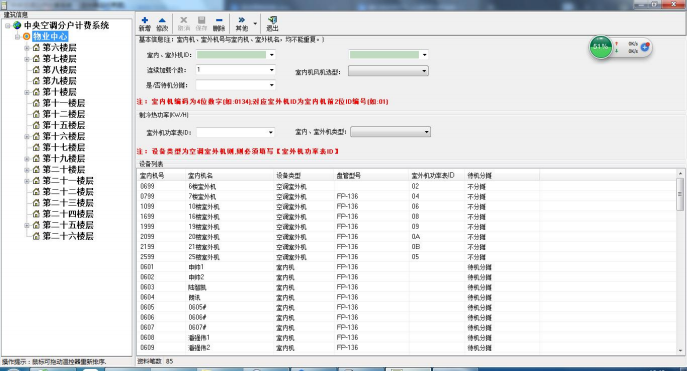 建筑信息
中央空调分户计费系统
物业中心
第六楼层
第七楼层
第八楼层
第九楼层
第十楼层
第十一楼层
第十二楼层
第十五楼层
第十六楼层
第十七楼层
第十九楼层
第二十楼层
第二十一楼层
第二十二楼层
第二十三楼层
第二十四楼层
第二十五楼层
第二十六楼层
新增 修改 取消 保存 删除 其他 退出
基本信息(注：室内机、室外机号与室内机、室外机名，均不能重复。)
室内、室外机ID:
连续加载个数: 1
室内机风机选型:
是/否待机分摊:
注：室内机编码为4位数字(如:0134);对应室外机ID为室内机前2位ID编号(如.01)
制冷热功率(KW/H)
室外机功率表ID:
室内、室外机类型:
注：设备类型为空调室外机则,则必须填写【室外机功率表ID】
设备列表
室内机号 室内机名 设备类型 盘管型号 室外机功率表ID 待机分摊
0699 6楼室外机 空调室外机 02 不分摊
0799 7楼室外机 空调室外机 FP-136 04 不分摊
1099 10楼室外机 空调室外机 FP-136 06 不分摊
1699 16楼室外机 空调室外机 FP-136 08 不分摊
1999 19楼室外机 空调室外机 FP-136 09 不分摊
2099 20楼室外机 空调室外机 FP-136 0A 不分摊
2199 21楼室外机 空调室外机 FP-136 0B 不分摊
2599 25楼室外机 空调室外机 FP-136 05 不分摊
0601 室内机 FP-136 待机分摊
0602 室内机 FP-136 待机分摊
0603 室内机 FP-136 待机分摊
0604 室内机 FP-136 待机分摊
0605 0605# 室内机 FP-136 待机分摊
0606 0606# 室内机 FP-136 待机分摊
0607 0607# 室内机 FP-136 待机分摊
0608 室内机 FP-136 待机分摊
0609 室内机 FP-136 待机分摊
51%
0K/s
0K/s
操作提示：鼠标可拖动温控器重新排序.
资料笔数: 85